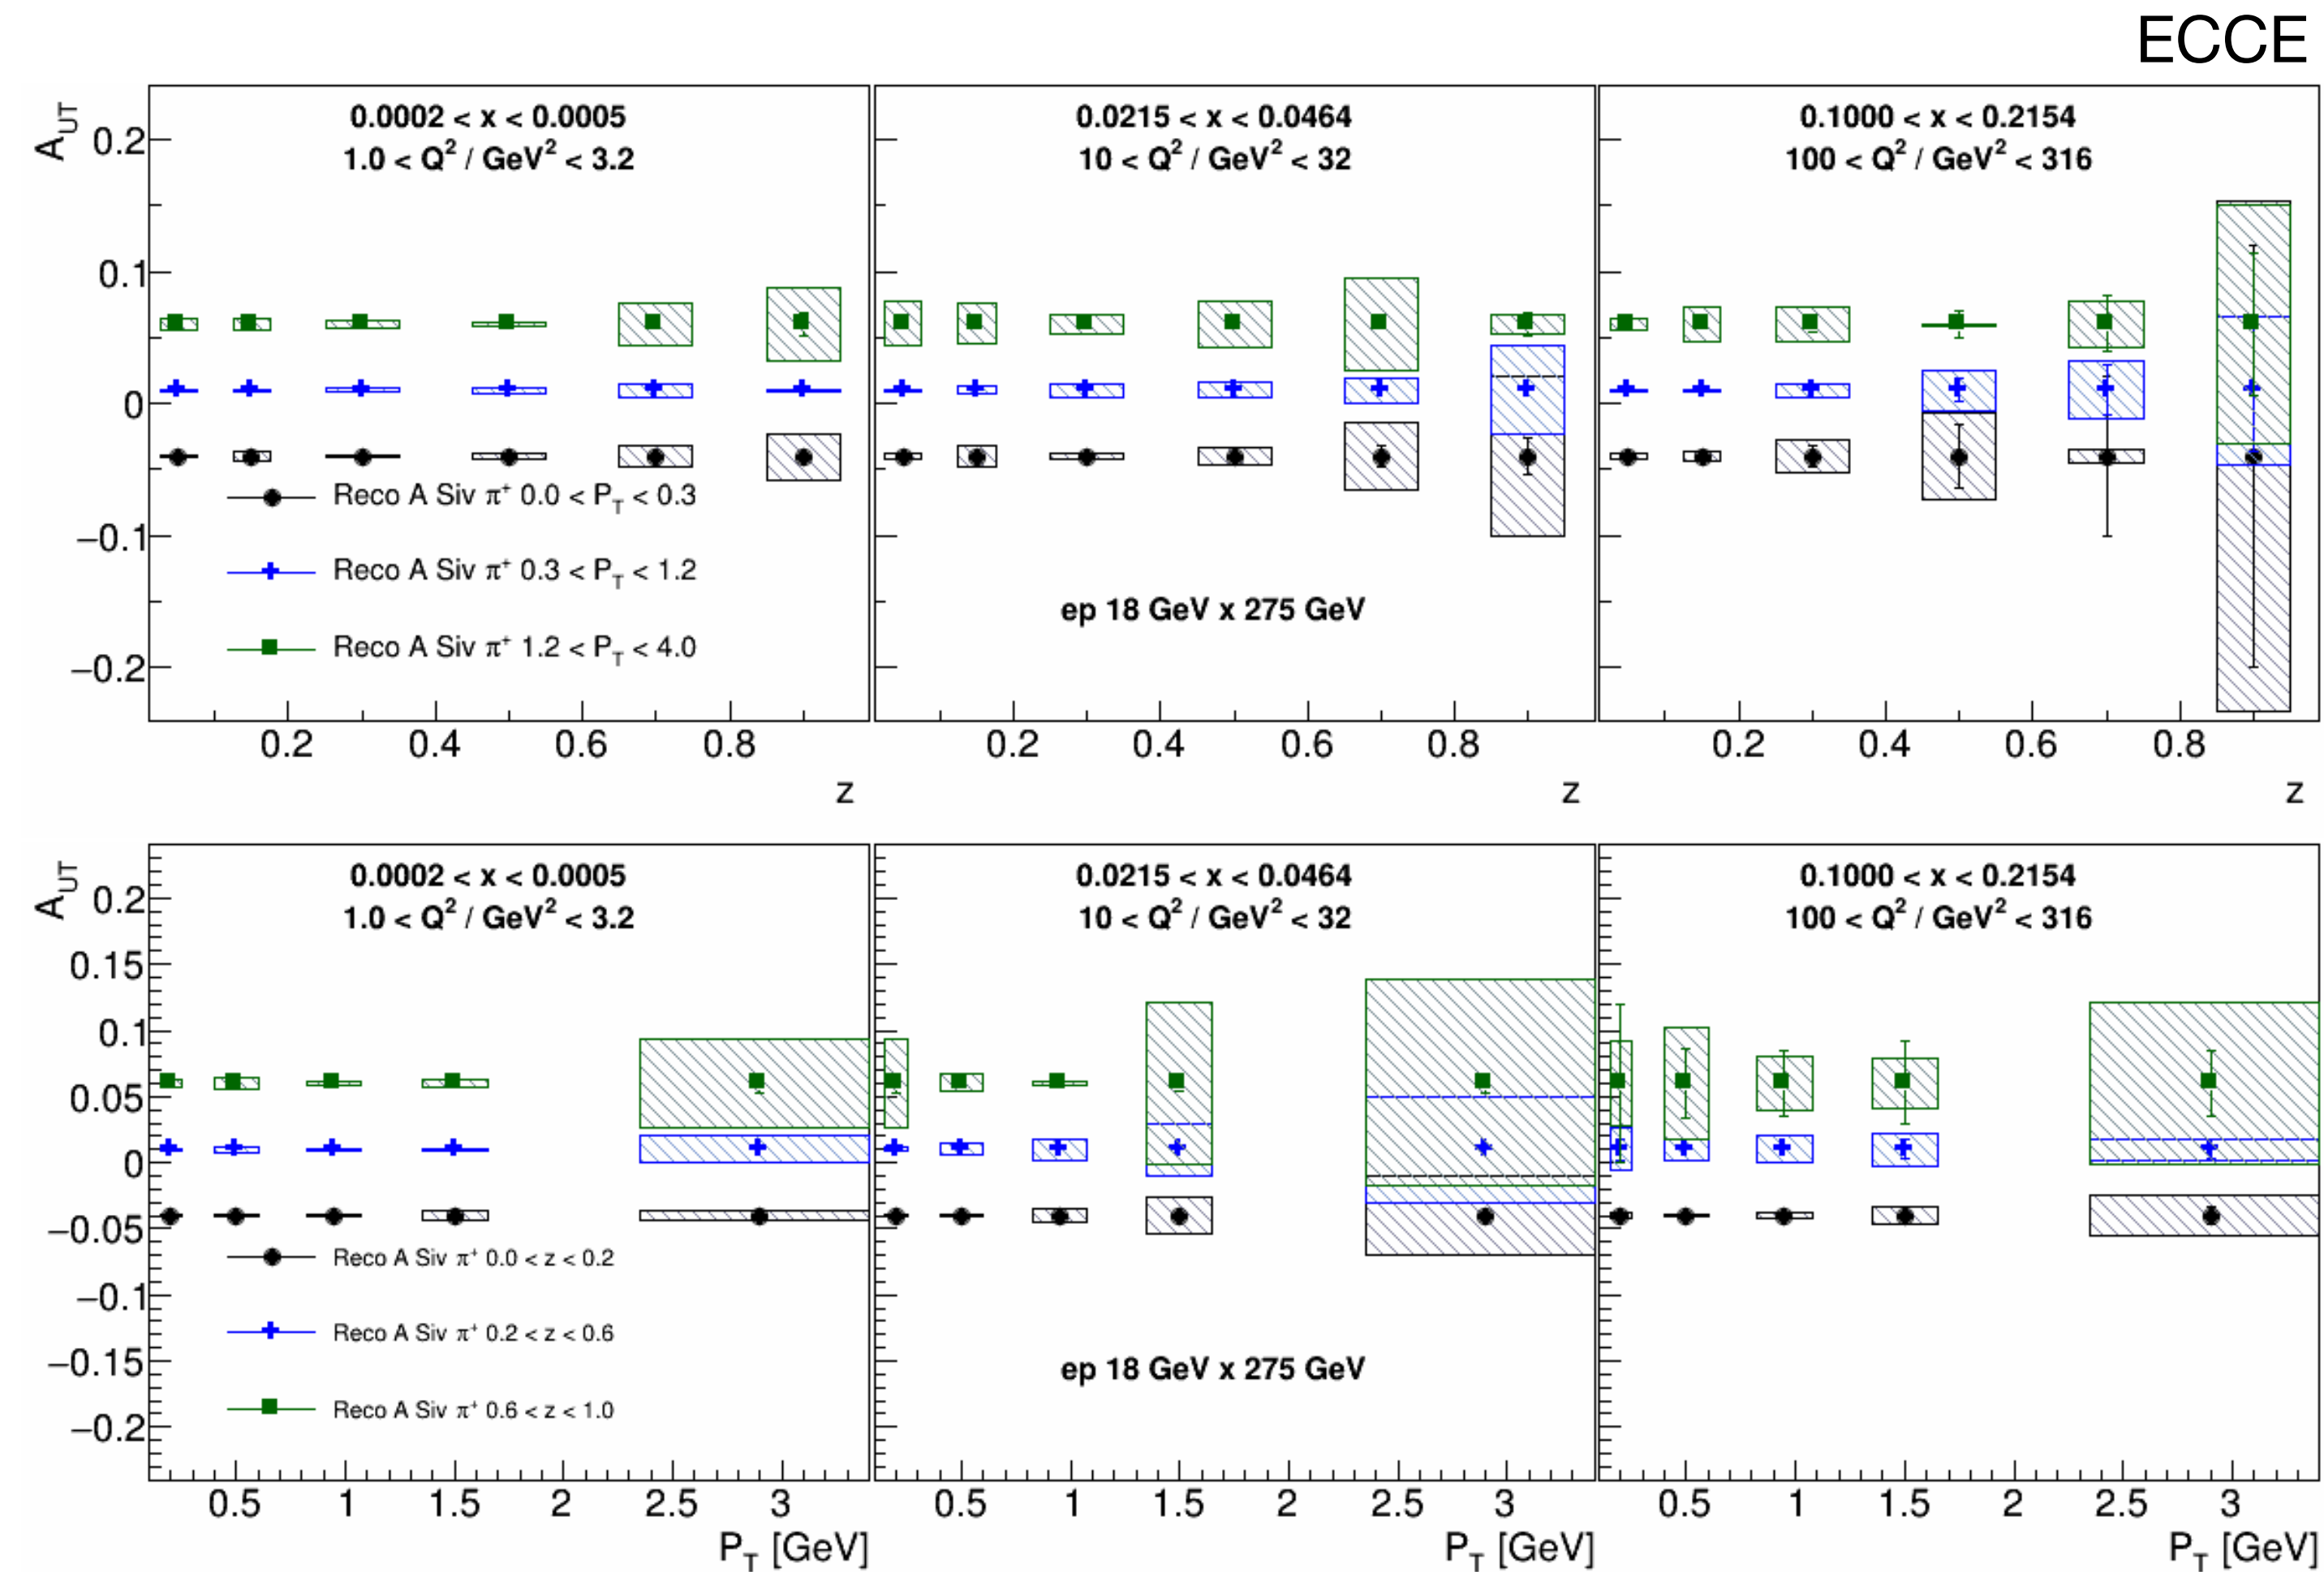 ECCE
A_UT
0.0002 < x < 0.0005
1.0 < Q² / GeV² < 3.2
0.0215 < x < 0.0464
10 < Q² / GeV² < 32
0.1000 < x < 0.2154
100 < Q² / GeV² < 316
0.2
0.1
0
−0.1
−0.2
Reco A Siv π⁺ 0.0 < P_T < 0.3
Reco A Siv π⁺ 0.3 < P_T < 1.2
Reco A Siv π⁺ 1.2 < P_T < 4.0
ep 18 GeV x 275 GeV
0.2 0.4 0.6 0.8
0.2 0.4 0.6 0.8
0.2 0.4 0.6 0.8
z
z
z
A_UT
0.0002 < x < 0.0005
1.0 < Q² / GeV² < 3.2
0.0215 < x < 0.0464
10 < Q² / GeV² < 32
0.1000 < x < 0.2154
100 < Q² / GeV² < 316
0.2
0.15
0.1
0.05
0
−0.05
−0.1
−0.15
−0.2
Reco A Siv π⁺ 0.0 < z < 0.2
Reco A Siv π⁺ 0.2 < z < 0.6
Reco A Siv π⁺ 0.6 < z < 1.0
ep 18 GeV x 275 GeV
0.5 1 1.5 2 2.5 3
0.5 1 1.5 2 2.5 3
0.5 1 1.5 2 2.5 3
P_T [GeV]
P_T [GeV]
P_T [GeV]